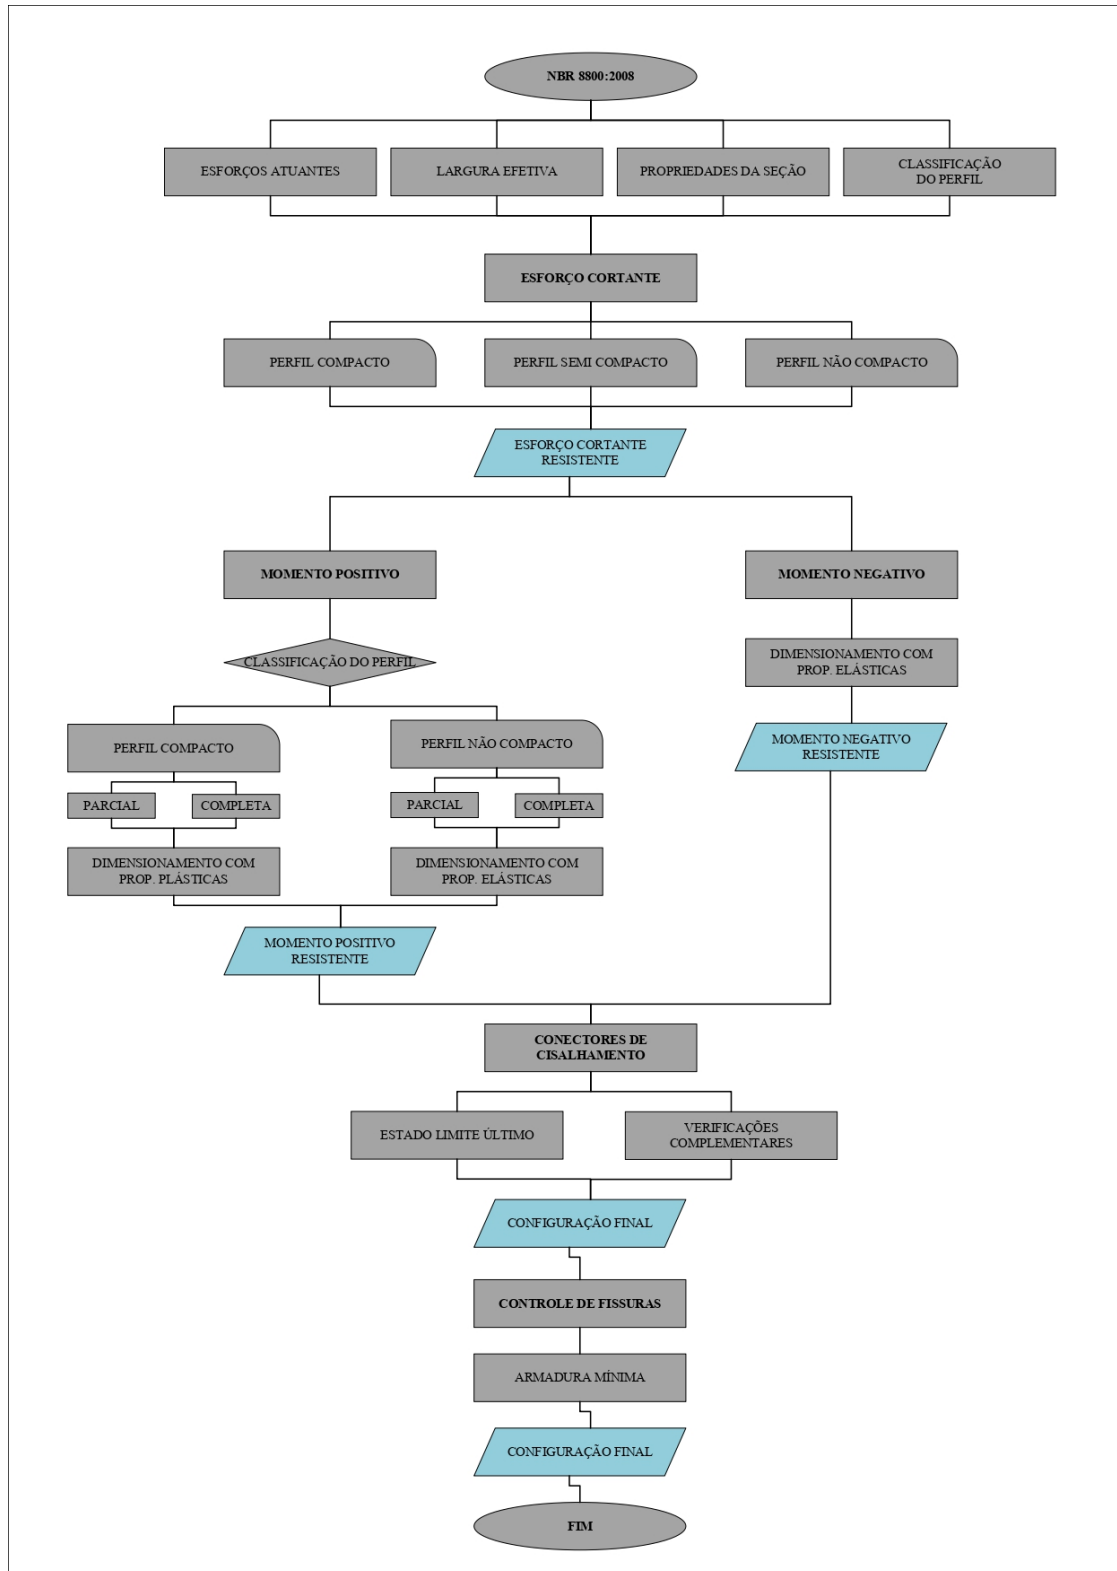 NBR 8800:2008
ESFORÇOS ATUANTES
LARGURA EFETIVA
PROPRIEDADES DA SEÇÃO
CLASSIFICAÇÃO
DO PERFIL
ESFORÇO CORTANTE
PERFIL COMPACTO
PERFIL SEMI COMPACTO
PERFIL NÃO COMPACTO
ESFORÇO CORTANTE
RESISTENTE
MOMENTO POSITIVO
MOMENTO NEGATIVO
CLASSIFICAÇÃO DO PERFIL
DIMENSIONAMENTO COM
PROP. ELÁSTICAS
PERFIL COMPACTO
PERFIL NÃO COMPACTO
MOMENTO NEGATIVO
RESISTENTE
PARCIAL
COMPLETA
PARCIAL
COMPLETA
DIMENSIONAMENTO COM
PROP. PLÁSTICAS
DIMENSIONAMENTO COM
PROP. ELÁSTICAS
MOMENTO POSITIVO
RESISTENTE
CONECTORES DE
CISALHAMENTO
ESTADO LIMITE ÚLTIMO
VERIFICAÇÕES
COMPLEMENTARES
CONFIGURAÇÃO FINAL
CONTROLE DE FISSURAS
ARMADURA MÍNIMA
CONFIGURAÇÃO FINAL
FIM